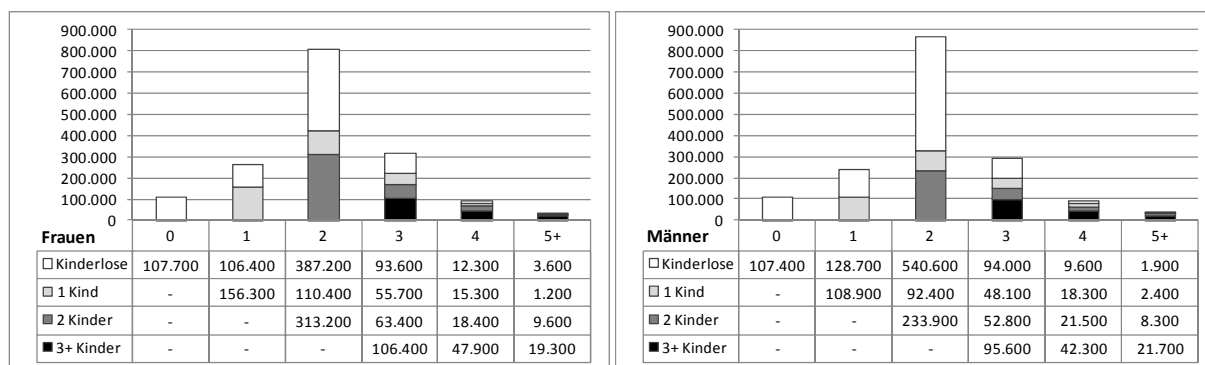 900.000
800.000
700.000
600.000
500.000
400.000
300.000
200.000
100.000
0
Frauen 0 1 2 3 4 5+
Kinderlose 107.700 106.400 387.200 93.600 12.300 3.600
1 Kind - 156.300 110.400 55.700 15.300 1.200
2 Kinder - - 313.200 63.400 18.400 9.600
3+ Kinder - - - 106.400 47.900 19.300
900.000
800.000
700.000
600.000
500.000
400.000
300.000
200.000
100.000
0
Männer 0 1 2 3 4 5+
Kinderlose 107.400 128.700 540.600 94.000 9.600 1.900
1 Kind - 108.900 92.400 48.100 18.300 2.400
2 Kinder - - 233.900 52.800 21.500 8.300
3+ Kinder - - - 95.600 42.300 21.700